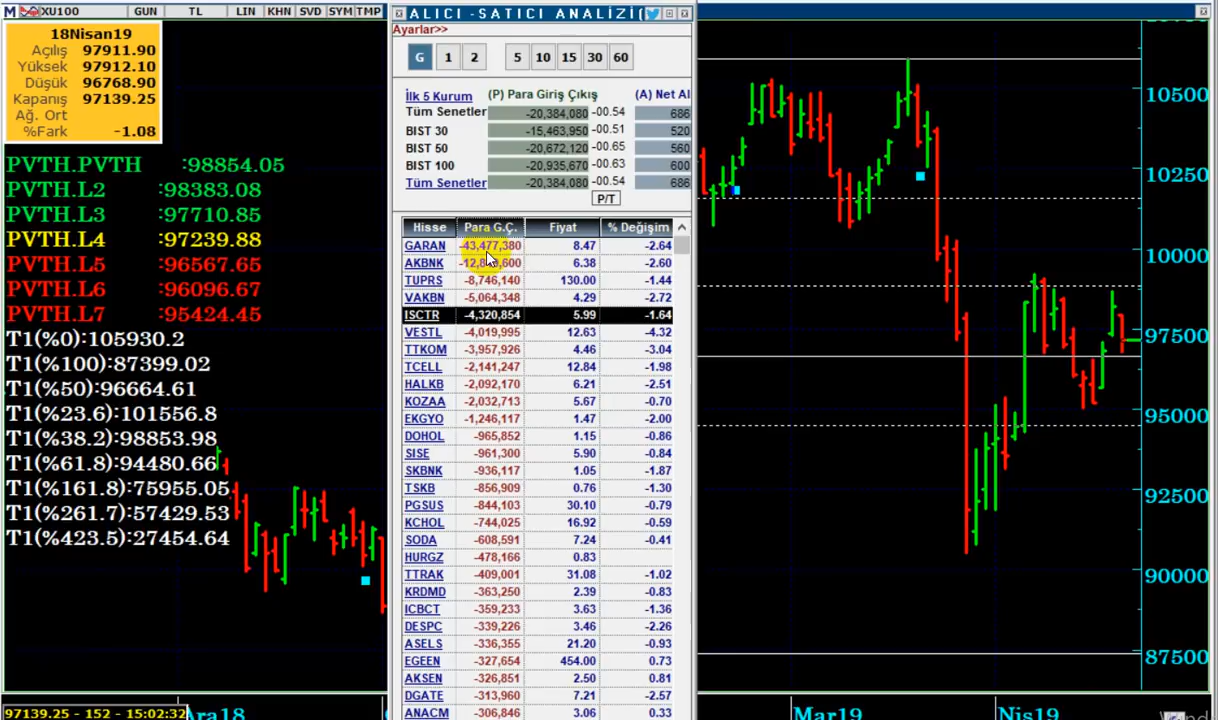 XU100 GUN TL LIN KHN SVD SYM TMP
18Nisan19
Açılış 97911.90
Yüksek 97912.10
Düşük 96768.90
Kapanış 97139.25
Ağ. Ort
%Fark -1.08
PVTH.PVTH :98854.05
PVTH.L2 :98383.08
PVTH.L3 :97710.85
PVTH.L4 :97239.88
PVTH.L5 :96567.65
PVTH.L6 :96096.67
PVTH.L7 :95424.45
T1(%0):105930.2
T1(%100):87399.02
T1(%50):96664.61
T1(%23.6):101556.8
T1(%38.2):98853.98
T1(%61.8):94480.66
T1(%161.8):75955.05
T1(%261.7):57429.53
T1(%423.5):27454.64
97139.25 - 152 - 15:02:32
Ara18
ALICI -SATICI ANALİZİ(
Ayarlar>>
G 1 2 5 10 15 30 60
İlk 5 Kurum (P) Para Giriş Çıkış (A) Net Al
Tüm Senetler -20,384,080 -00.54 686
BIST 30 -15,463,950 -00.51 520
BIST 50 -20,672,120 -00.65 560
BIST 100 -20,935,670 -00.63 600
Tüm Senetler -20,384,080 -00.54 686
P/T
Hisse Para G.Ç. Fiyat % Değişim
GARAN -43,477,380 8.47 -2.64
AKBNK 6.38 -2.60
TUPRS -8,746,140 130.00 -1.44
VAKBN -5,064,348 4.29 -2.72
ISCTR -4,320,854 5.99 -1.64
VESTL -4,019,995 12.63 -4.32
TTKOM -3,957,926 4.46 -3.04
TCELL -2,141,247 12.84 -1.98
HALKB -2,092,170 6.21 -2.51
KOZAA -2,032,713 5.67 -0.70
EKGYO -1,246,117 1.47 -2.00
DOHOL -965,852 1.15 -0.86
SISE -961,300 5.90 -0.84
SKBNK -936,117 1.05 -1.87
TSKB -856,909 0.76 -1.30
PGSUS -844,103 30.10 -0.79
KCHOL -744,025 16.92 -0.59
SODA -608,591 7.24 -0.41
HURGZ -478,166 0.83
TTRAK -409,001 31.08 -1.02
KRDMD -363,250 2.39 -0.83
ICBCT -359,233 3.63 -1.36
DESPC -339,226 3.46 -2.26
ASELS -336,355 21.20 -0.93
EGEEN -327,654 454.00 0.73
AKSEN -326,851 2.50 0.81
DGATE -313,960 7.21 -2.57
ANACM -306,846 3.06 0.33
10500
10250
10000
97500
95000
92500
90000
87500
Mar19
Nis19